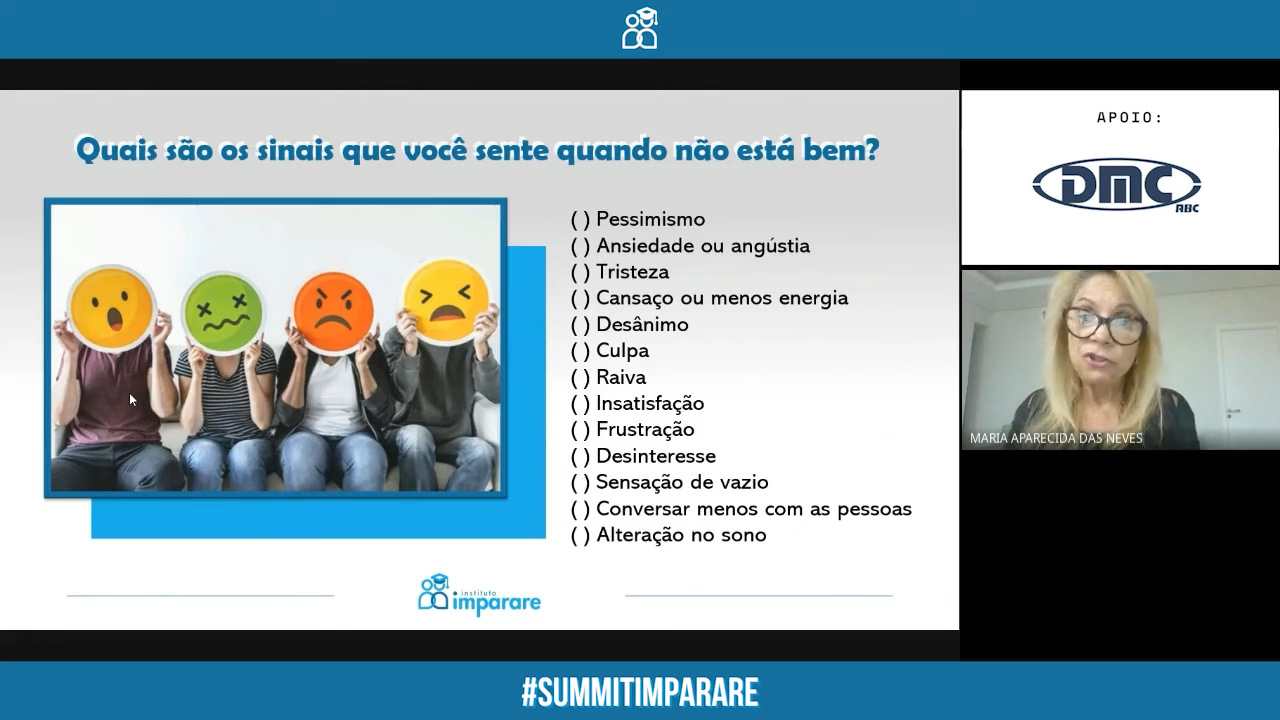 Quais são os sinais que você sente quando não está bem?
( ) Pessimismo
( ) Ansiedade ou angústia
( ) Tristeza
( ) Cansaço ou menos energia
( ) Desânimo
( ) Culpa
( ) Raiva
( ) Insatisfação
( ) Frustração
( ) Desinteresse
( ) Sensação de vazio
( ) Conversar menos com as pessoas
( ) Alteração no sono
instituto
imparare
APOIO:
DMC
ABC
MARIA APARECIDA DAS NEVES
#SUMMITIMPARARE